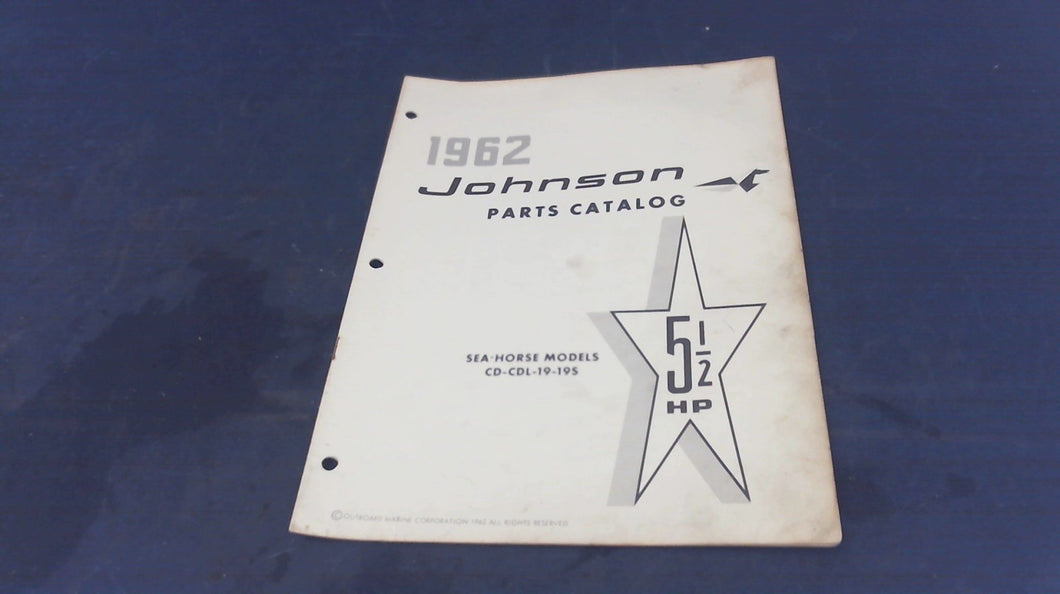 1962
Johnson
PARTS CATALOG
5 1/2
HP
SEA-HORSE MODELS
CD-CDL-19-19S
©OUTBOARD MARINE CORPORATION 1962 ALL RIGHTS RESERVED